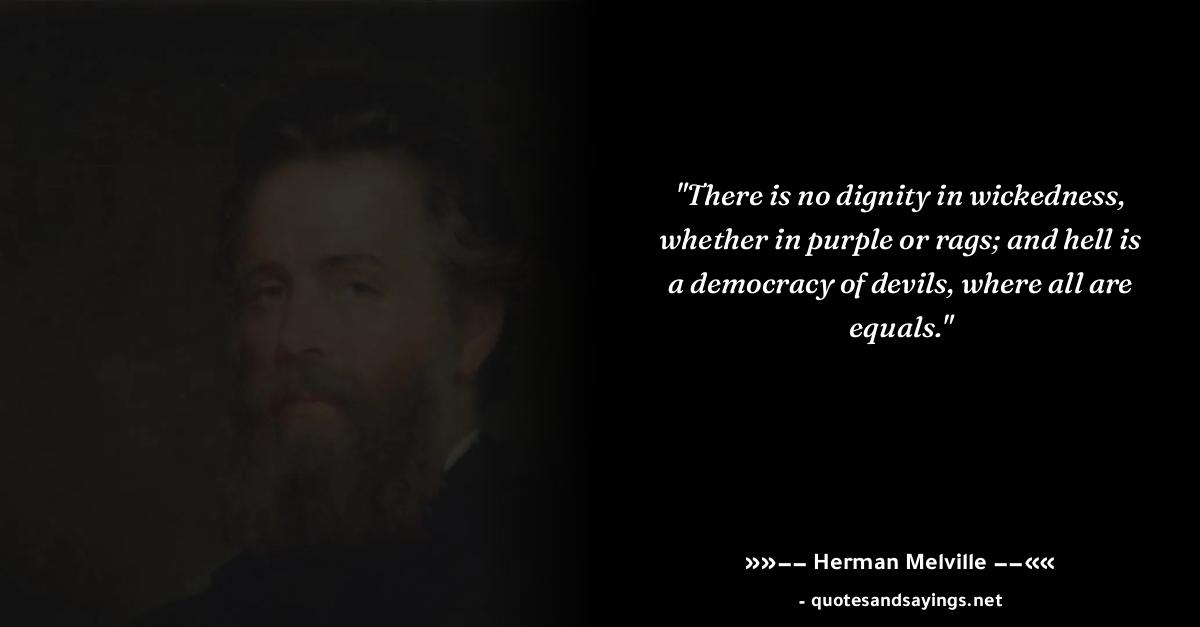 "There is no dignity in wickedness,
whether in purple or rags; and hell is
a democracy of devils, where all are
equals."
»»−− Herman Melville −−««
- quotesandsayings.net